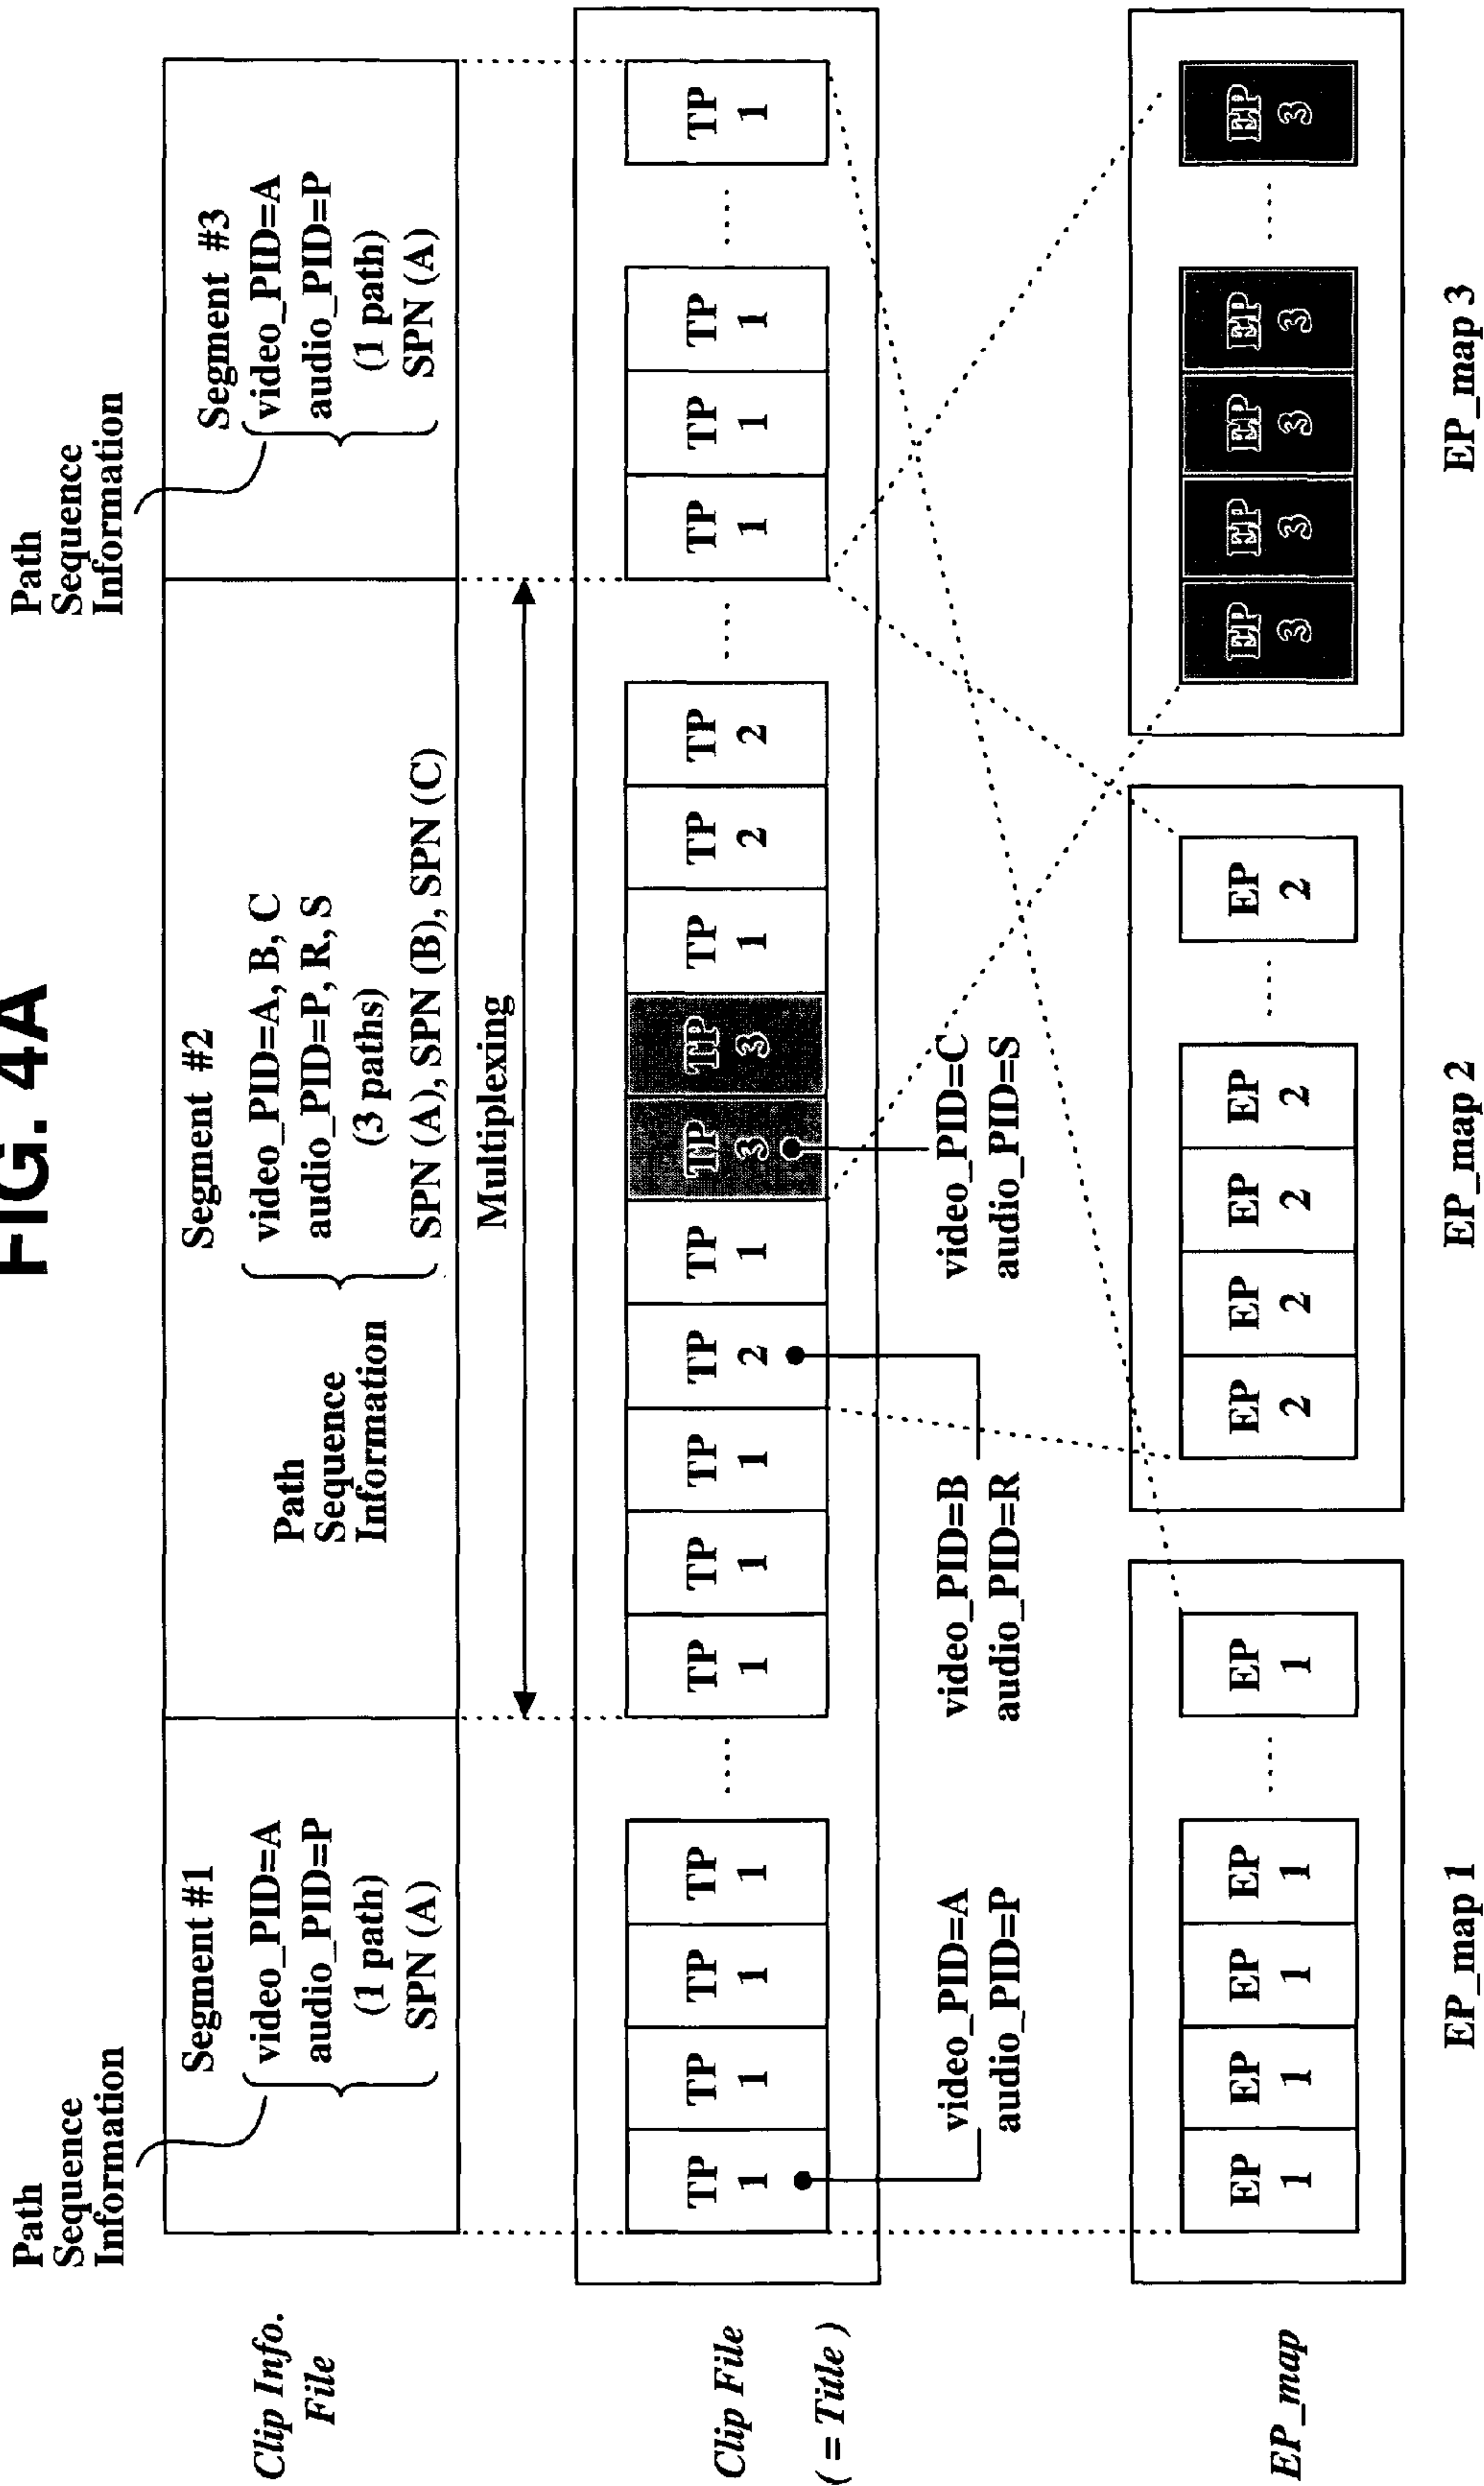 FIG. 4A
Path
Sequence
Information
Path
Sequence
Information
Clip Info.
File
Segment #1
video_PID=A
audio_PID=P
(1 path)
SPN (A)
Path
Sequence
Information
Segment #2
video_PID=A, B, C
audio_PID=P, R, S
(3 paths)
SPN (A), SPN (B), SPN (C)
Segment #3
video_PID=A
audio_PID=P
(1 path)
SPN (A)
Multiplexing
Clip File
( = Title )
TP TP TP TP ...... TP TP TP TP TP TP TP TP TP TP ...... TP TP TP ...... TP
1 1 1 1 1 1 1 2 1 3 3 1 2 2 1 1 1 1
video_PID=A
audio_PID=P
video_PID=B
audio_PID=R
video_PID=C
audio_PID=S
EP_map
EP EP EP EP ...... EP
1 1 1 1 1
EP EP EP EP ...... EP
2 2 2 2 2
EP EP EP EP ...... EP
3 3 3 3 3
EP_map 1
EP_map 2
EP_map 3